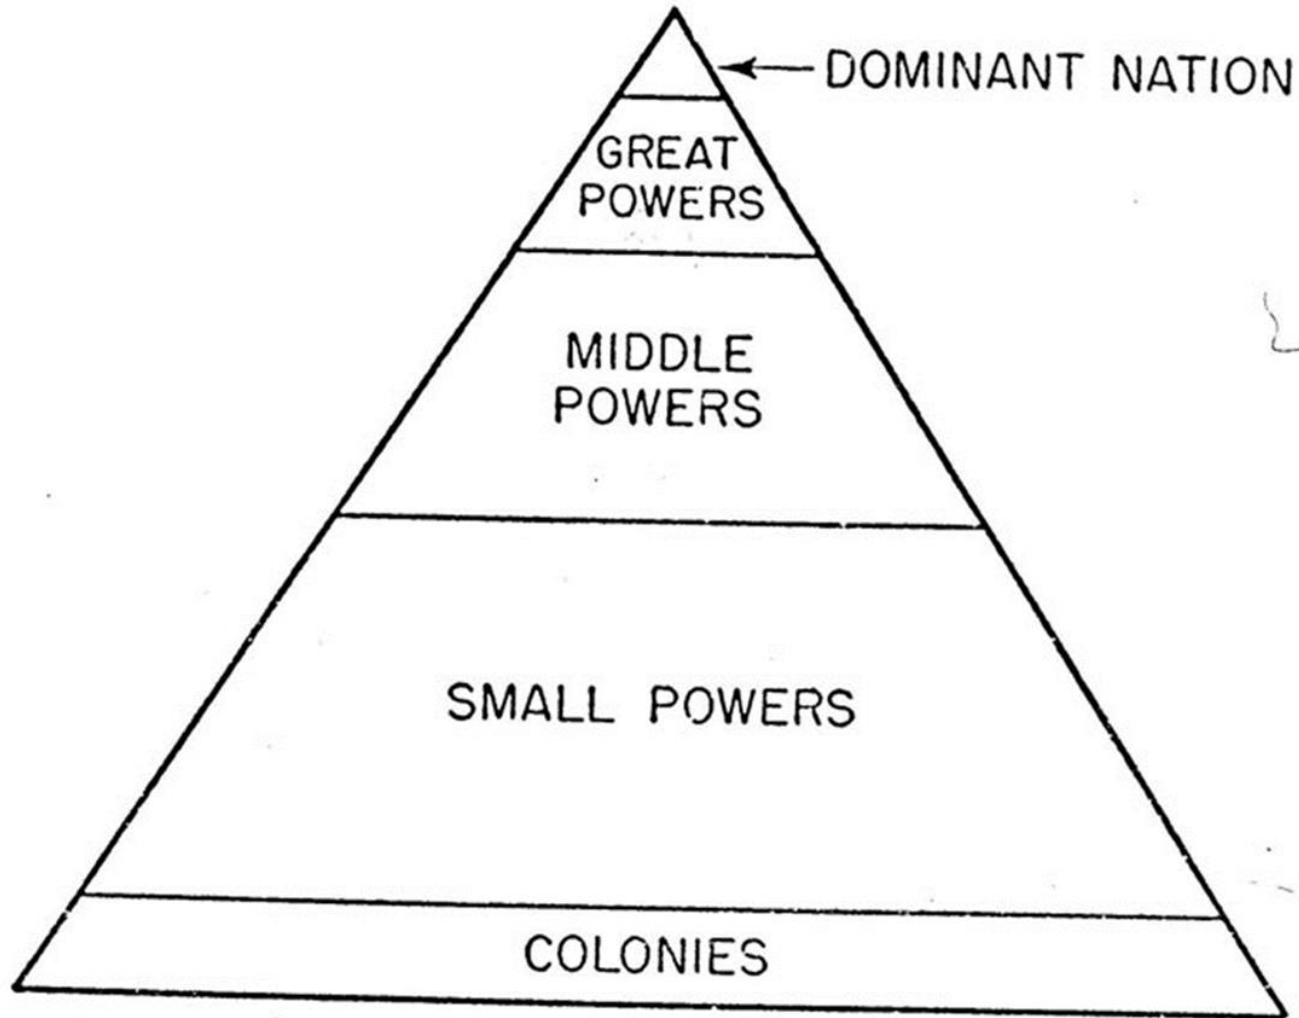 DOMINANT NATION
GREAT
POWERS
MIDDLE
POWERS
SMALL POWERS
COLONIES